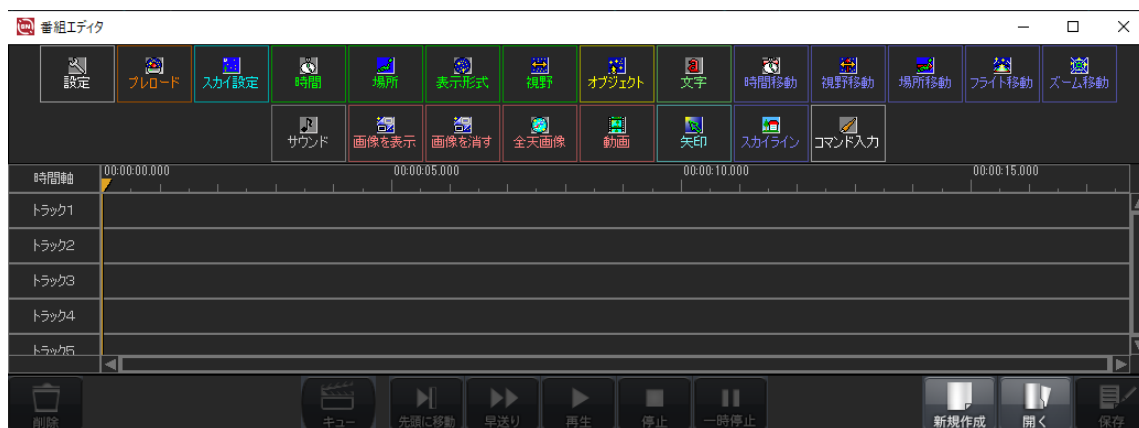 番組エディタ
設定 プレロード スカイ設定 時間 場所 表示形式 視野 オブジェクト 文字 時間移動 視野移動 場所移動 フライト移動 ズーム移動
サウンド 画像を表示 画像を消す 全天画像 動画 矢印 スカイライン コマンド入力
時間軸 00:00:00.000 00:00:05.000 00:00:10.000 00:00:15.000
トラック1
トラック2
トラック3
トラック4
トラック5
削除 キュー 先頭に移動 早送り 再生 停止 一時停止 新規作成 開く 保存